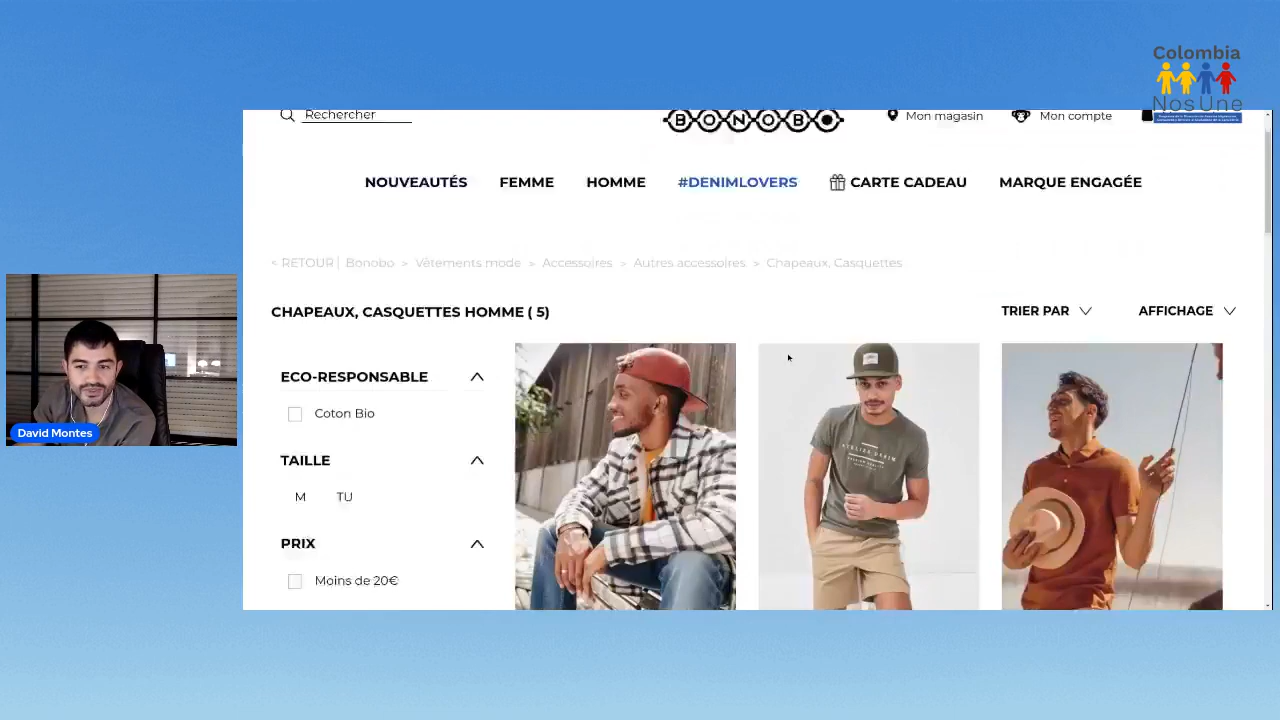 Colombia
NosUne
Rechercher
BONOBO
Mon magasin
Mon compte
NOUVEAUTÉS
FEMME
HOMME
#DENIMLOVERS
CARTE CADEAU
MARQUE ENGAGÉE
< RETOUR | Bonobo > Vêtements mode > Accessoires > Autres accessoires > Chapeaux, Casquettes
CHAPEAUX, CASQUETTES HOMME ( 5)
TRIER PAR
AFFICHAGE
ECO-RESPONSABLE
Coton Bio
TAILLE
M TU
PRIX
Moins de 20€
ATELIER DENIM
David Montes